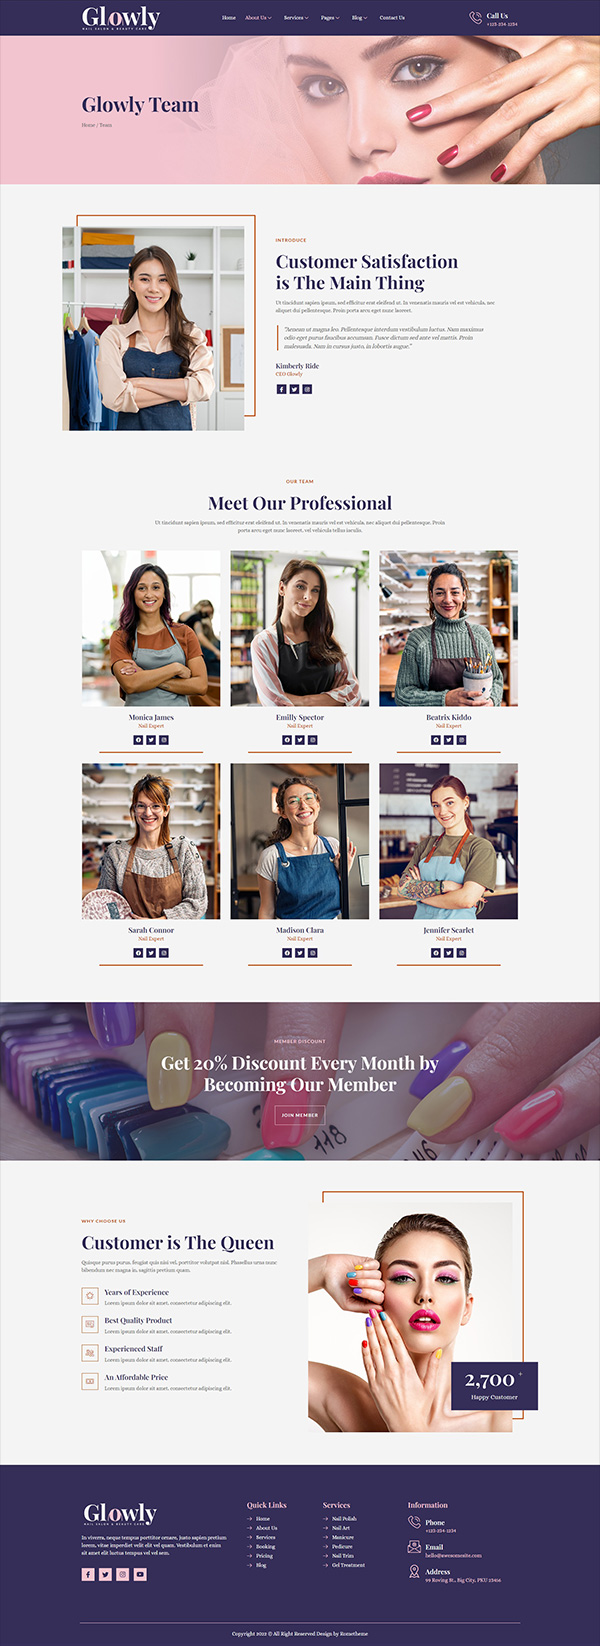 Glowly
NAIL SALON & BEAUTY CARE
Home About Us Services Pages Blog Contact Us
Call Us
+123-234-1234
Glowly Team
Home / Team
INTRODUCE
Customer Satisfaction
is The Main Thing
Ut tincidunt sapien ipsum, sed efficitur erat eleifend ut. In venenatis mauris vel est vehicula, nec
aliquet dui pellentesque. Proin porta arcu eget nunc laoreet.
"Aenean ut magna leo. Pellentesque interdum vestibulum luctus. Nam maximus
odio eget purus faucibus accumsan. Fusce dictum sed ante vel mattis. Proin
malesuada. Nam in cursus justo, in lobortis augue."
Kimberly Ride
CEO Glowly
OUR TEAM
Meet Our Professional
Ut tincidunt sapien ipsum, sed efficitur erat eleifend ut. In venenatis mauris vel est vehicula, nec aliquet dui pellentesque. Proin
porta arcu eget nunc laoreet, vel vehicula tellus iaculis.
Monica James
Nail Expert
Emilly Spector
Nail Expert
Beatrix Kiddo
Nail Expert
Sarah Connor
Nail Expert
Madison Clara
Nail Expert
Jennifer Scarlet
Nail Expert
MEMBER DISCOUNT
Get 20% Discount Every Month by
Becoming Our Member
JOIN MEMBER
118
46
WHY CHOOSE US
Customer is The Queen
Quisque purus purus, feugiat quis nisi vel, porttitor volutpat nisl. Phasellus urna nunc
bibendum nec magna in, sagittis pretium quam.
Years of Experience
Lorem ipsum dolor sit amet, consectetur adipiscing elit.
Best Quality Product
Lorem ipsum dolor sit amet, consectetur adipiscing elit.
Experienced Staff
Lorem ipsum dolor sit amet, consectetur adipiscing elit.
An Affordable Price
Lorem ipsum dolor sit amet, consectetur adipiscing elit.
2,700 +
Happy Customer
Glowly
NAIL SALON & BEAUTY CARE
In viverra, neque tempus porttitor ornare, justo sapien pretium
lorem, vitae imperdiet velit elit vel quam. Vestibulum et enim
sit amet elit luctus tempus vel vel sem.
Quick Links
Home
About Us
Services
Booking
Pricing
Blog
Services
Nail Polish
Nail Art
Manicure
Pedicure
Nail Trim
Gel Treatment
Information
Phone
+123-234-1234
Email
hello@awesomesite.com
Address
99 Roving St., Big City, PKU 23456
Copyright 2022 © All Right Reserved Design by Rometheme